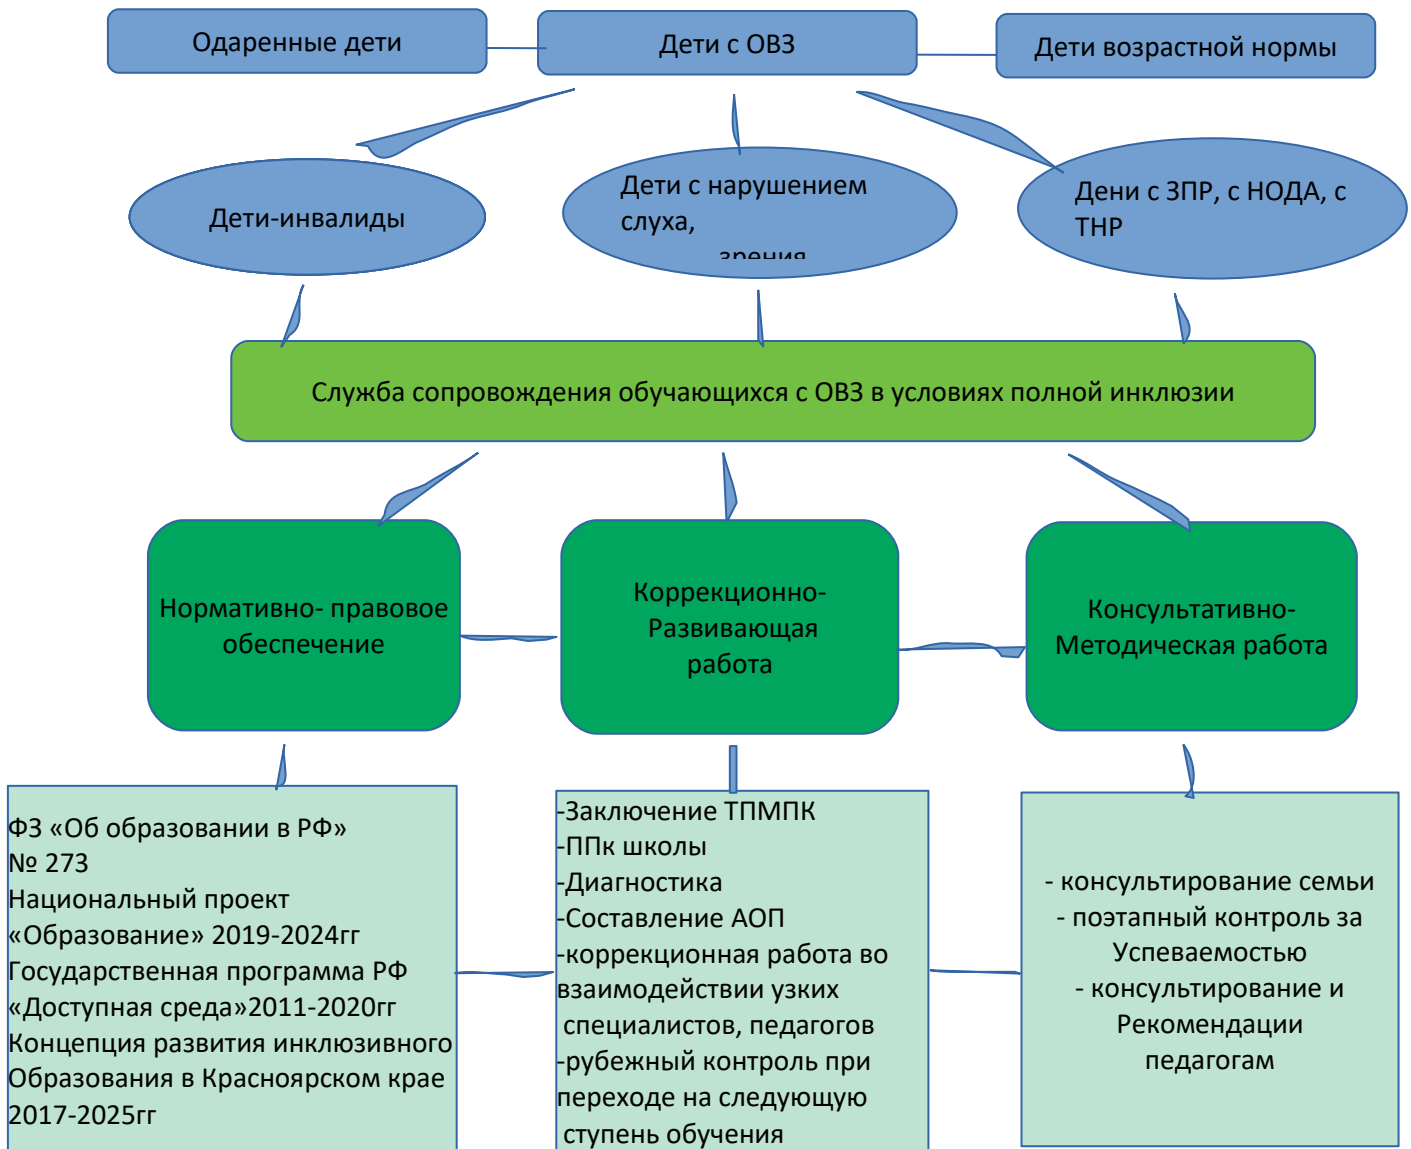 Одаренные дети
Дети с ОВЗ
Дети возрастной нормы
Дети-инвалиды
Дети с нарушением
слуха,
зрения
Дени с ЗПР, с НОДА, с
ТНР
Служба сопровождения обучающихся с ОВЗ в условиях полной инклюзии
Нормативно- правовое
обеспечение
Коррекционно-
Развивающая
работа
Консультативно-
Методическая работа
ФЗ «Об образовании в РФ»
№ 273
Национальный проект
«Образование» 2019-2024гг
Государственная программа РФ
«Доступная среда»2011-2020гг
Концепция развития инклюзивного
Образования в Красноярском крае
2017-2025гг
-Заключение ТПМПК
-ППк школы
-Диагностика
-Составление АОП
-коррекционная работа во
взаимодействии узких
специалистов, педагогов
-рубежный контроль при
переходе на следующую
ступень обучения
- консультирование семьи
- поэтапный контроль за
Успеваемостью
- консультирование и
Рекомендации
педагогам